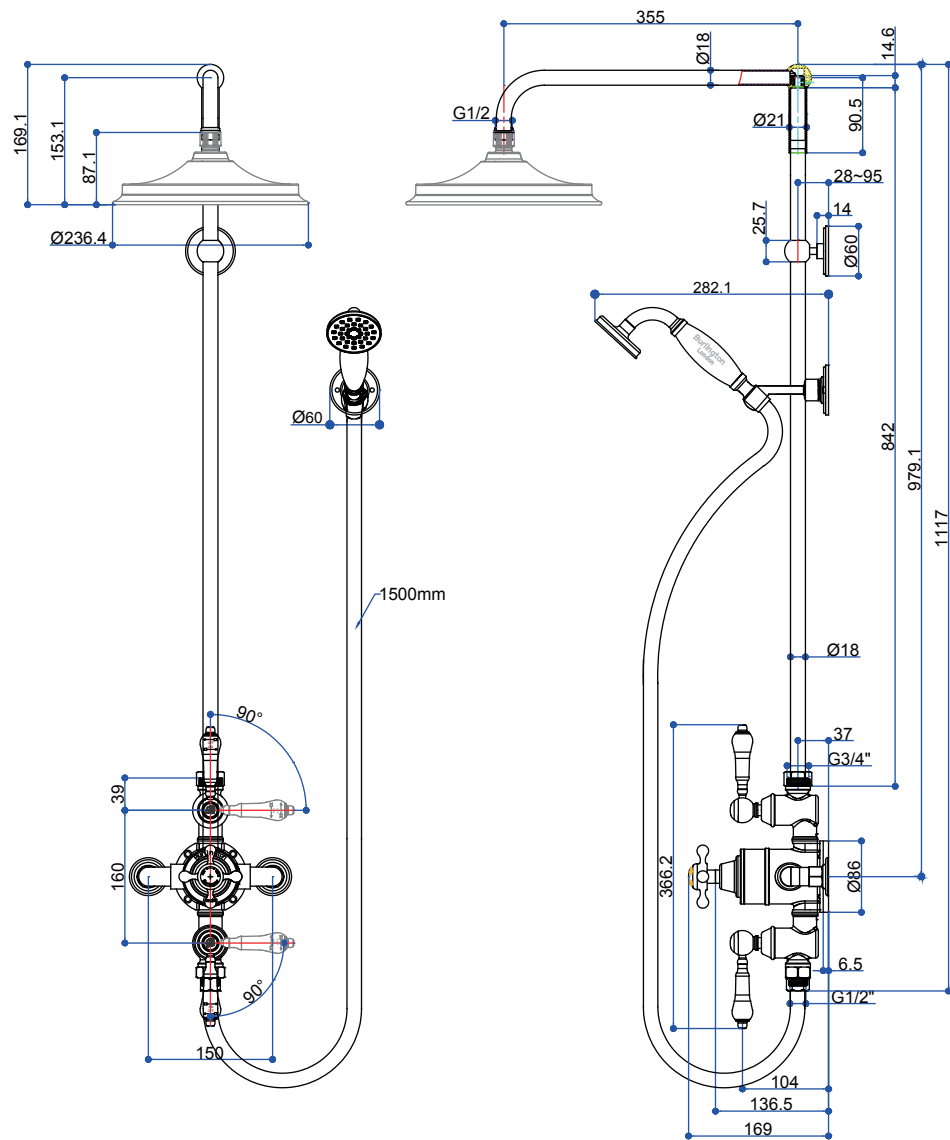 355
14.6
Ø18
169.1
153.1
87.1
G1/2
Ø21
90.5
28~95
14
25.7
Ø60
Ø236.4
282.1
Burlington
London
Ø60
842
979.1
1117
1500mm
Ø18
90°
37
G3/4"
39
160
366.2
Ø86
6.5
90°
G1/2"
150
104
136.5
169